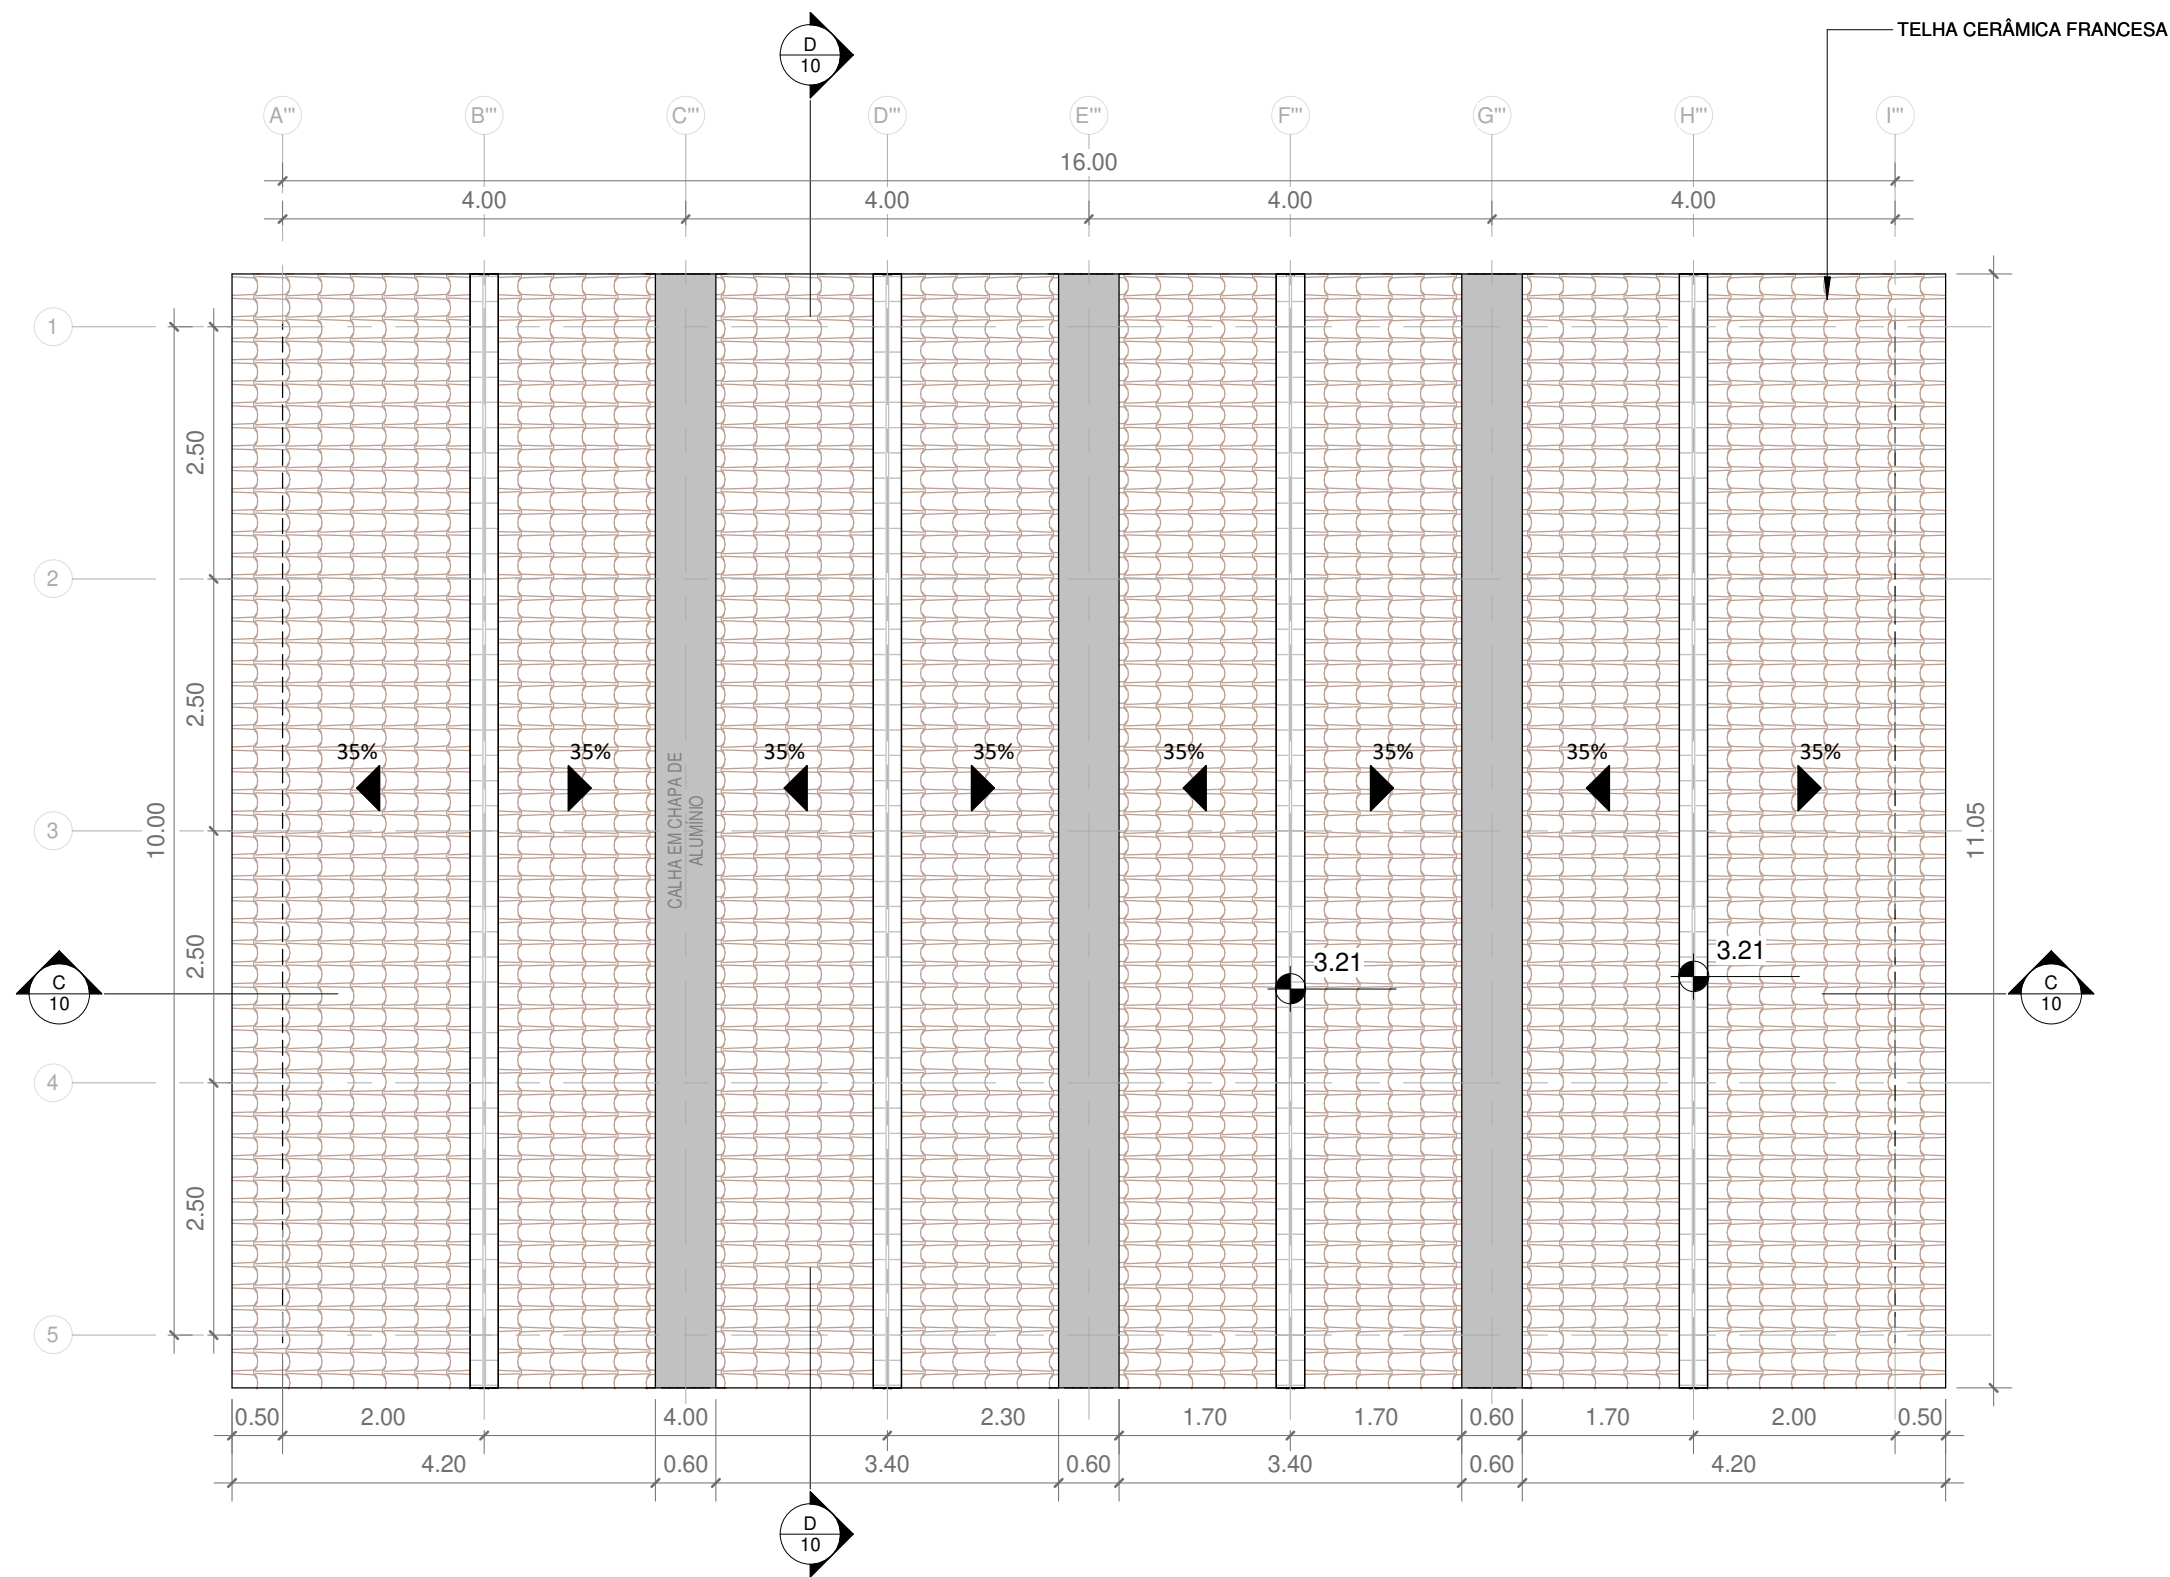 D
10
TELHA CERÂMICA FRANCESA
A''' B''' C''' D''' E''' F''' G''' H''' I'''
16.00
4.00 4.00 4.00 4.00
1
2
3
4
5
2.50
2.50
2.50
2.50
10.00
11.05
35% 35% 35% 35% 35% 35% 35% 35%
CALHA EM CHAPA DE
ALUMÍNIO
3.21
3.21
C
10
C
10
0.50 2.00 4.00 2.30 1.70 1.70 0.60 1.70 2.00 0.50
4.20 0.60 3.40 0.60 3.40 0.60 4.20
D
10